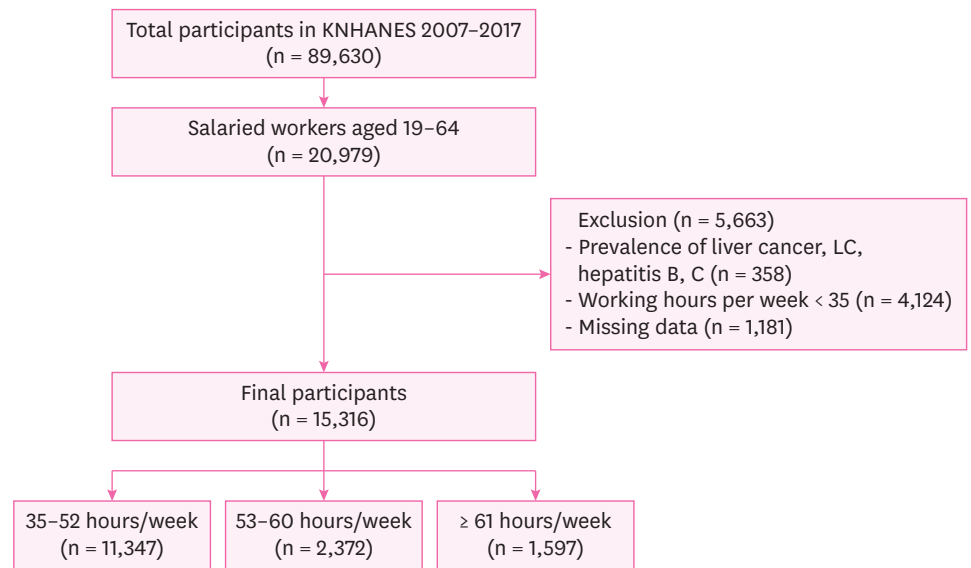 Total participants in KNHANES 2007–2017
(n = 89,630)
Salaried workers aged 19–64
(n = 20,979)
Exclusion (n = 5,663)
- Prevalence of liver cancer, LC,
hepatitis B, C (n = 358)
- Working hours per week < 35 (n = 4,124)
- Missing data (n = 1,181)
Final participants
(n = 15,316)
35–52 hours/week
(n = 11,347)
53–60 hours/week
(n = 2,372)
≥ 61 hours/week
(n = 1,597)